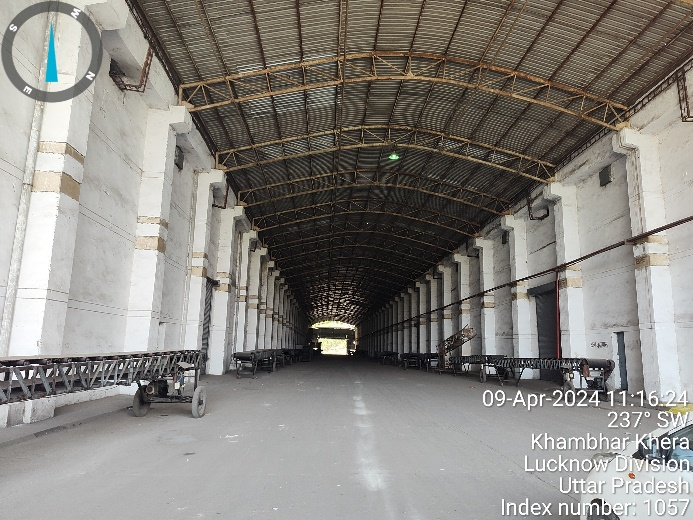 09-Apr-2024 11:16:24
237° SW
Khambhar Khera
Lucknow Division
Uttar Pradesh
Index number: 1057